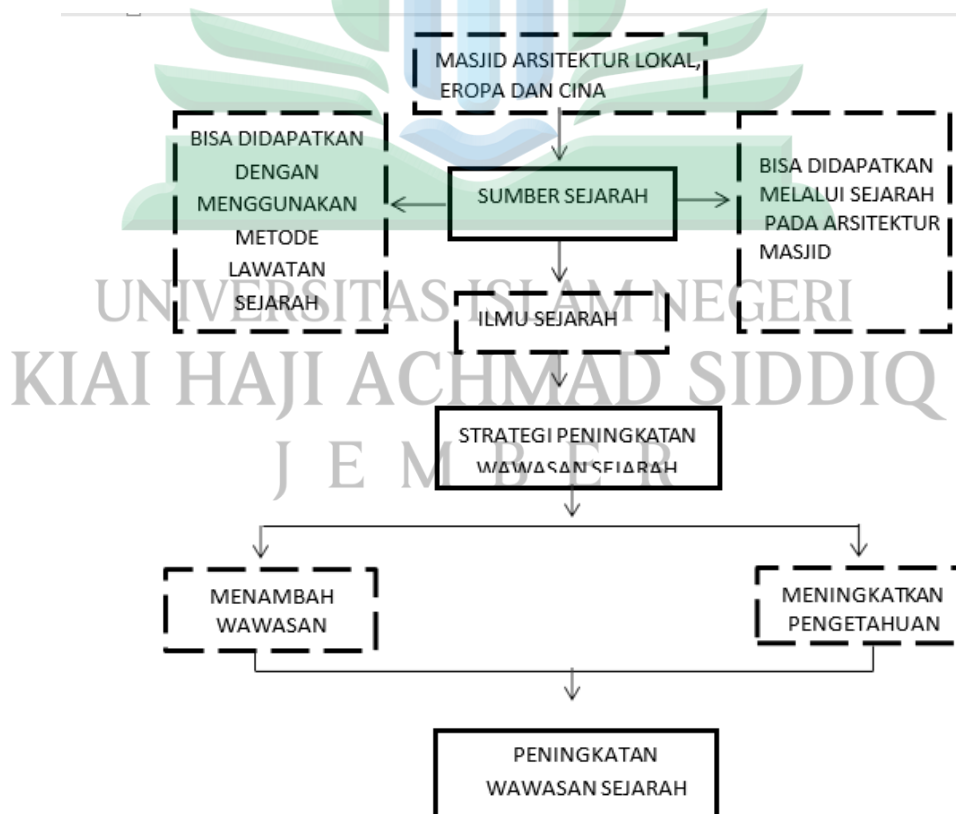 MASJID ARSITEKTUR LOKAL,
EROPA DAN CINA
BISA DIDAPATKAN
DENGAN
MENGGUNAKAN
METODE
LAWATAN
SEJARAH
SUMBER SEJARAH
BISA DIDAPATKAN
MELALUI SEJARAH
PADA ARSITEKTUR
MASJID
UNIVERSITAS ISLAM NEGERI
ILMU SEJARAH
KIAI HAJI ACHMAD SIDDIQ
STRATEGI PENINGKATAN
WAWASAN SEJARAH
JEMBER
MENAMBAH
WAWASAN
MENINGKATKAN
PENGETAHUAN
PENINGKATAN
WAWASAN SEJARAH